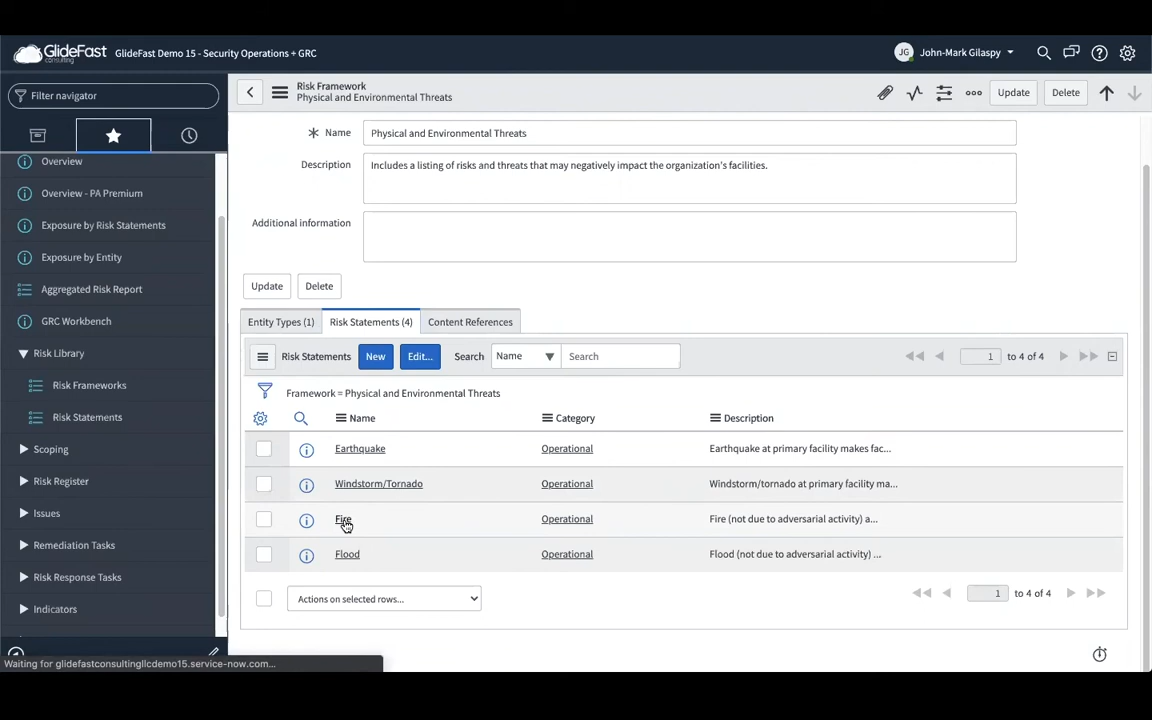 GlideFast
consulting
GlideFast Demo 15 - Security Operations + GRC
JG
John-Mark Gilaspy
Filter navigator
Risk Framework
Physical and Environmental Threats
Update
Delete
Overview
Overview - PA Premium
Exposure by Risk Statements
Exposure by Entity
Aggregated Risk Report
GRC Workbench
Risk Library
Risk Frameworks
Risk Statements
Scoping
Risk Register
Issues
Remediation Tasks
Risk Response Tasks
Indicators
Name
Physical and Environmental Threats
Description
Includes a listing of risks and threats that may negatively impact the organization's facilities.
Additional information
Update
Delete
Entity Types (1)
Risk Statements (4)
Content References
Risk Statements
New
Edit...
Search
Name
Search
1
to 4 of 4
Framework = Physical and Environmental Threats
Name
Category
Description
Earthquake
Operational
Earthquake at primary facility makes fac...
Windstorm/Tornado
Operational
Windstorm/tornado at primary facility ma...
Fire
Operational
Fire (not due to adversarial activity) a...
Flood
Operational
Flood (not due to adversarial activity) ...
Actions on selected rows...
1
to 4 of 4
Waiting for glidefastconsultingllcdemo15.service-now.com...